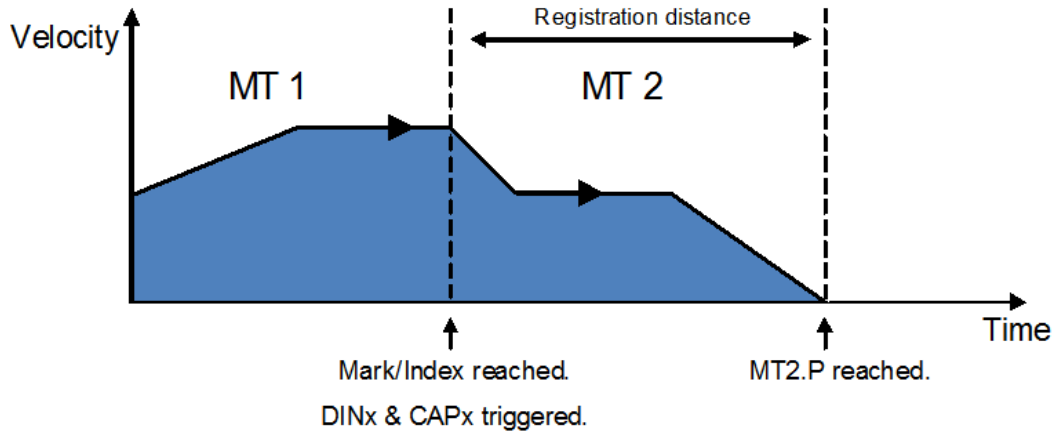 Registration distance
Velocity
MT 1
MT 2
Time
Mark/Index reached.
MT2.P reached.
DINx & CAPx triggered.